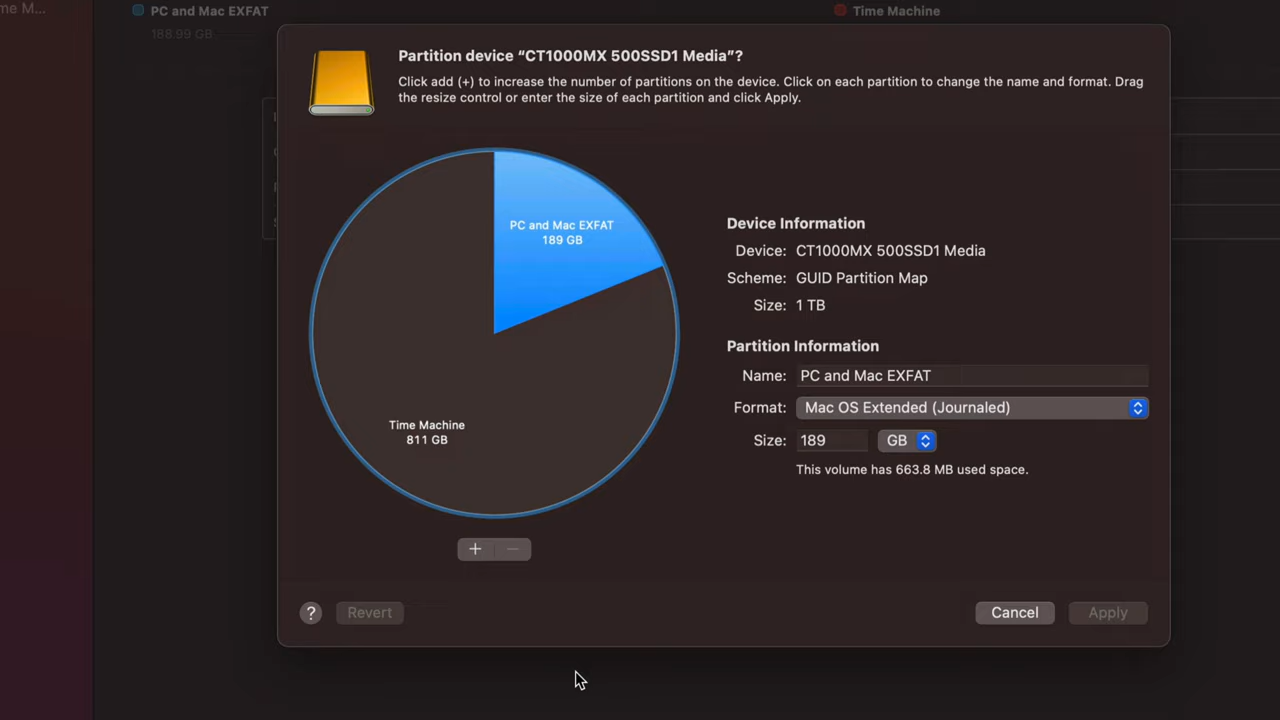 me M...
PC and Mac EXFAT
Time Machine
188.99 GB
Partition device “CT1000MX 500SSD1 Media”?
Click add (+) to increase the number of partitions on the device. Click on each partition to change the name and format. Drag
the resize control or enter the size of each partition and click Apply.
PC and Mac EXFAT
189 GB
Time Machine
811 GB
+ −
Device Information
Device: CT1000MX 500SSD1 Media
Scheme: GUID Partition Map
Size: 1 TB
Partition Information
Name: PC and Mac EXFAT
Format: Mac OS Extended (Journaled)
Size: 189 GB
This volume has 663.8 MB used space.
? Revert
Cancel Apply